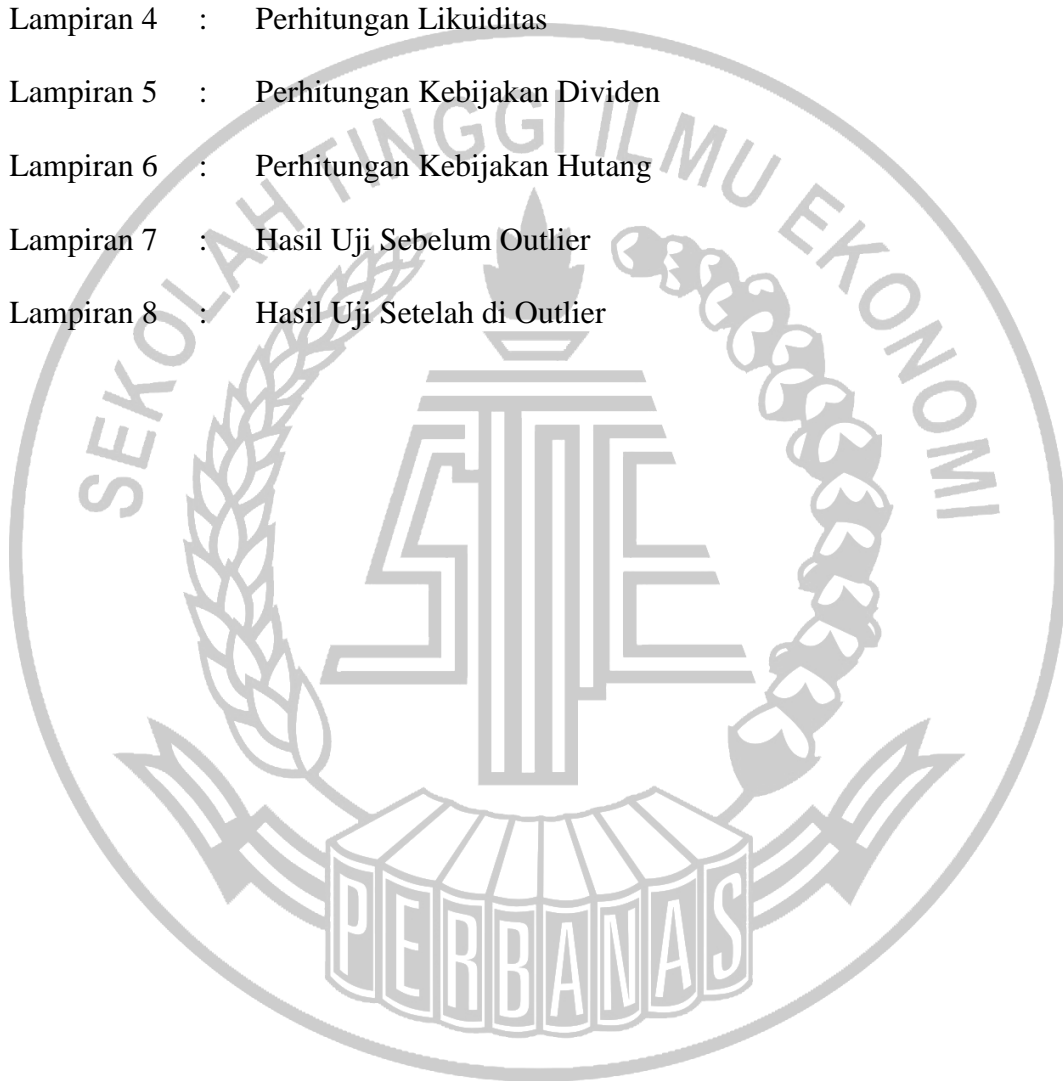 Lampiran 4 : Perhitungan Likuiditas
Lampiran 5 : Perhitungan Kebijakan Dividen
Lampiran 6 : Perhitungan Kebijakan Hutang
Lampiran 7 : Hasil Uji Sebelum Outlier
Lampiran 8 : Hasil Uji Setelah di Outlier
SEKOLAH TINGGI ILMU EKONOMI
STIE
PERBANAS